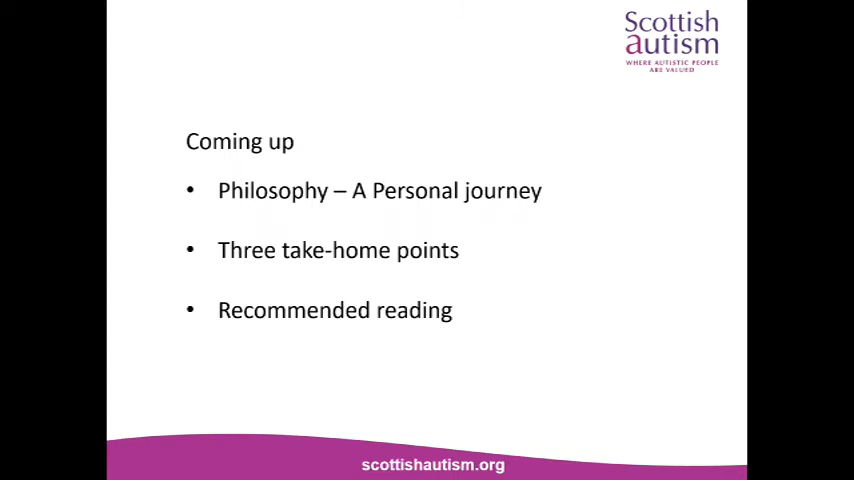 Scottish
autism
WHERE AUTISTIC PEOPLE
ARE VALUED
Coming up
• Philosophy – A Personal journey
• Three take-home points
• Recommended reading
scottishautism.org